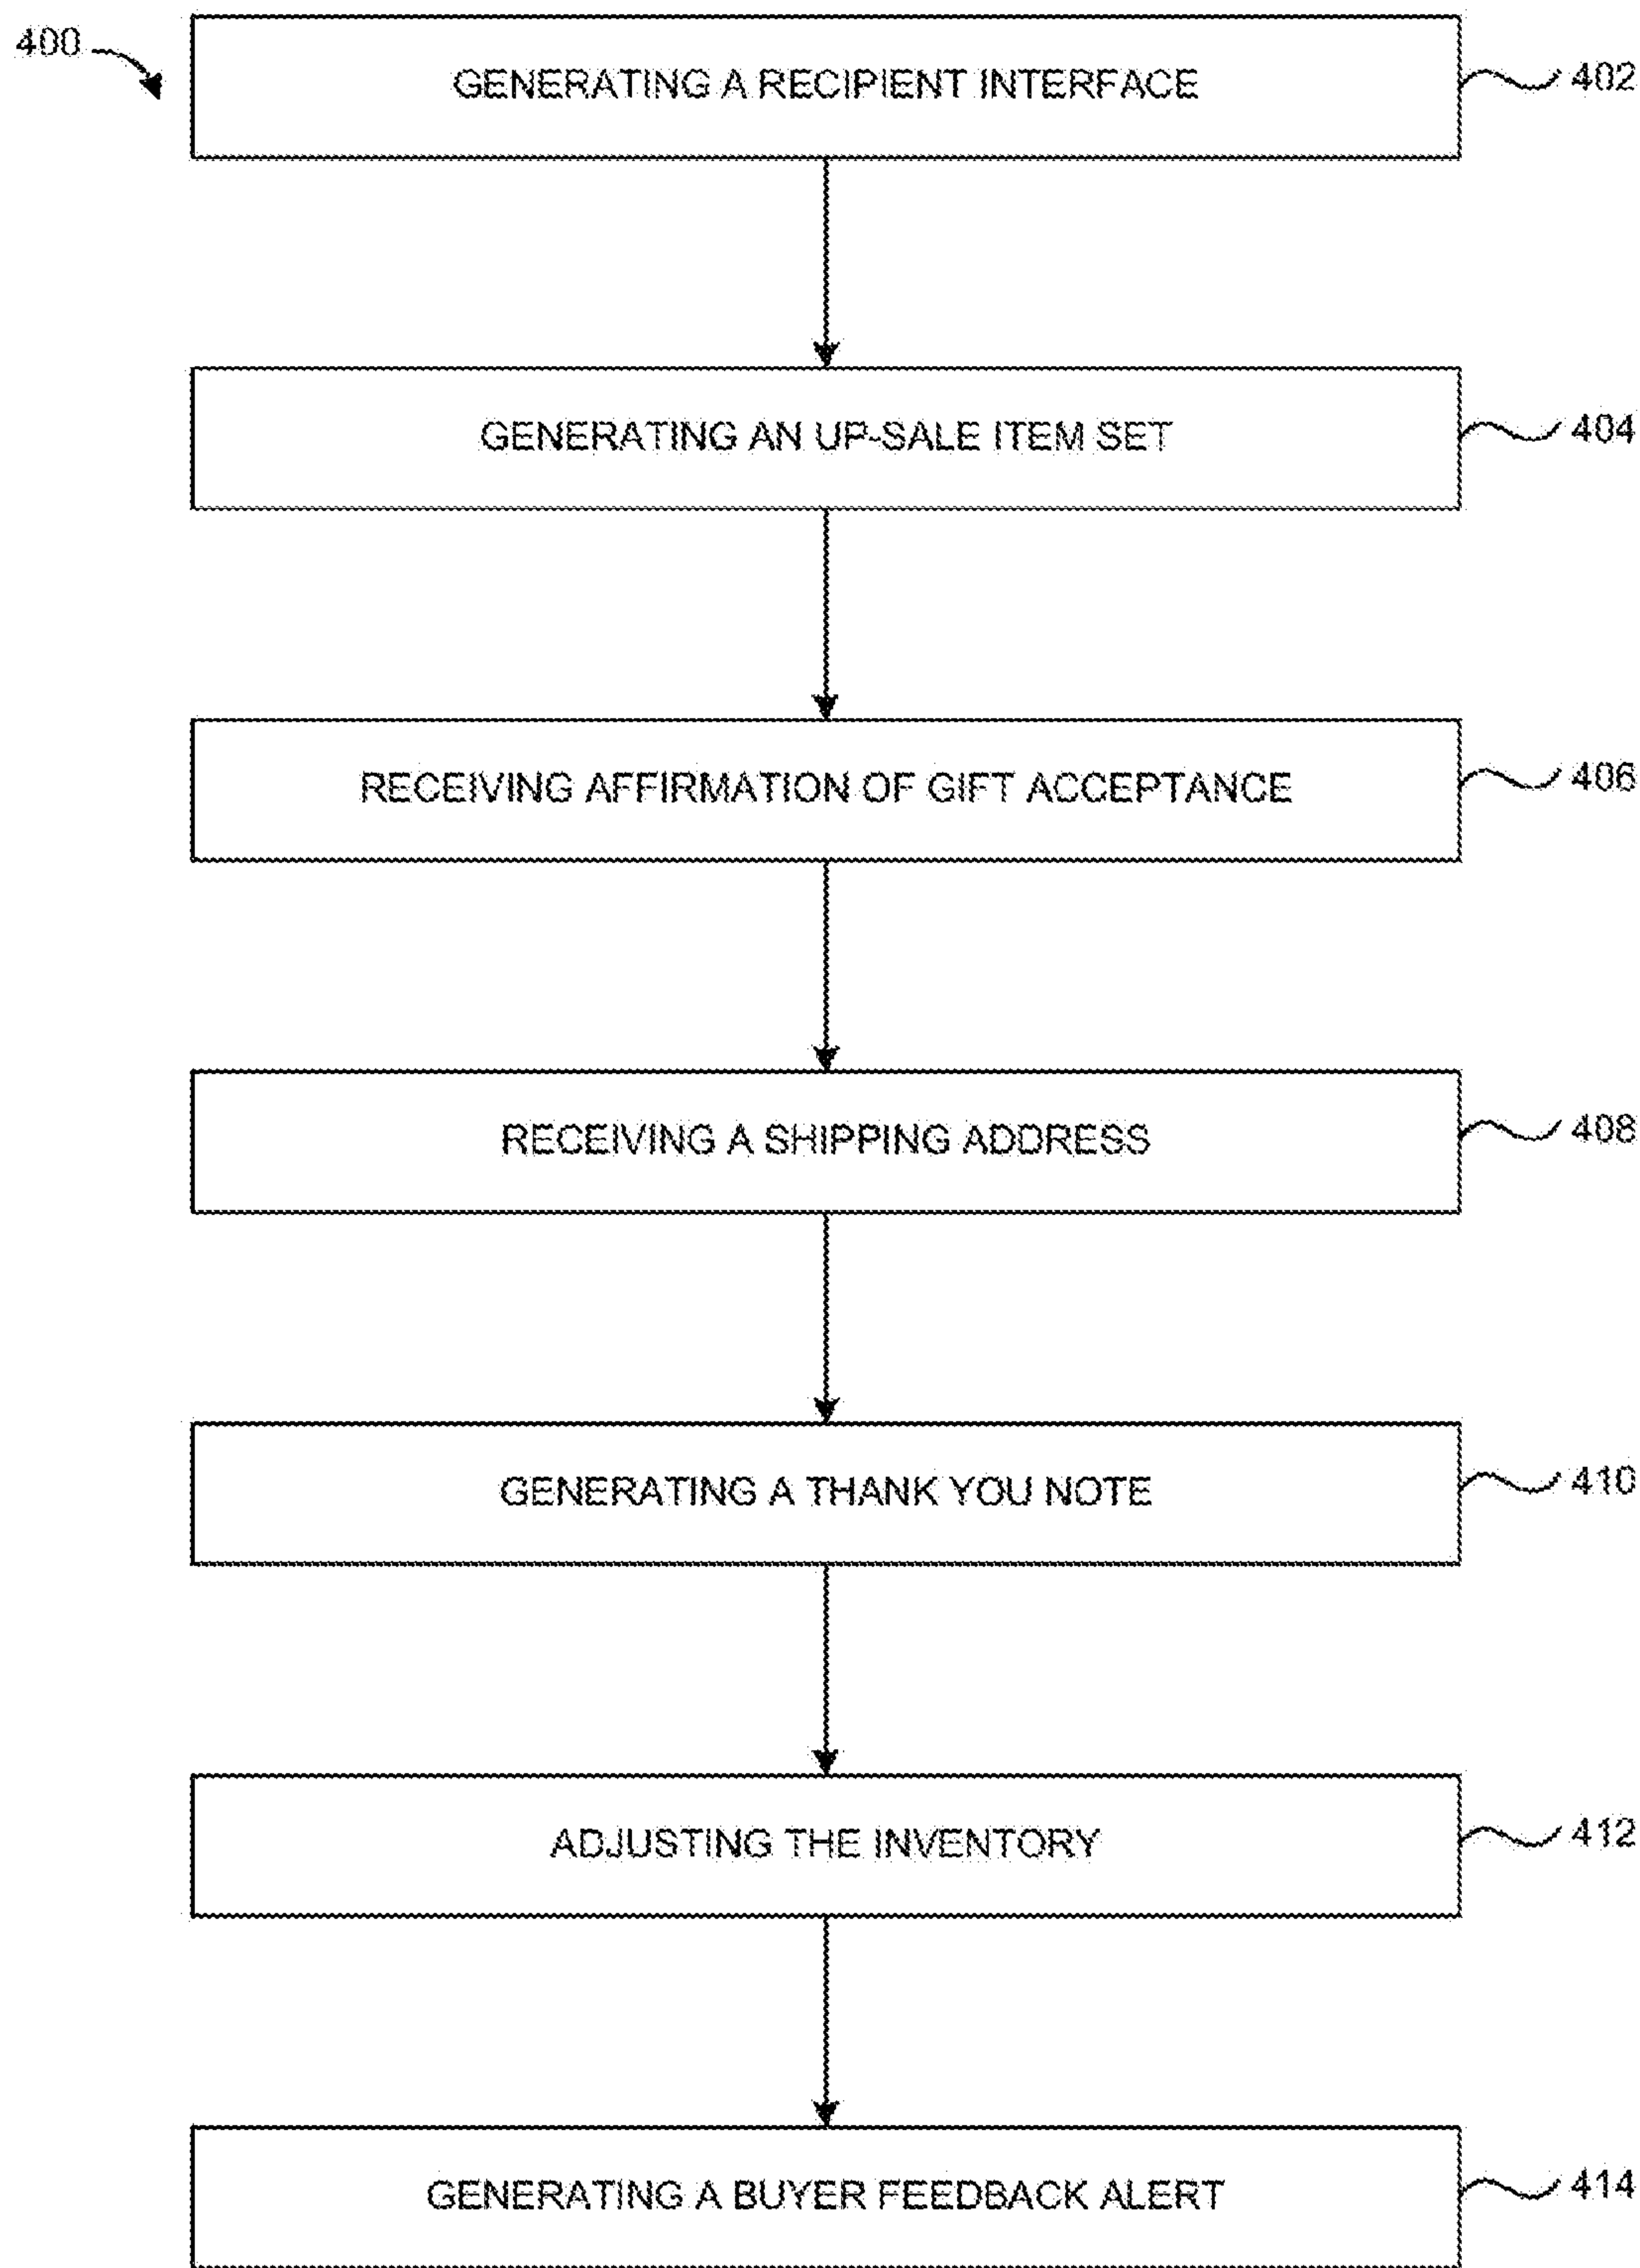 400
GENERATING A RECIPIENT INTERFACE
402
GENERATING AN UP-SALE ITEM SET
404
RECEIVING AFFIRMATION OF GIFT ACCEPTANCE
406
RECEIVING A SHIPPING ADDRESS
408
GENERATING A THANK YOU NOTE
410
ADJUSTING THE INVENTORY
412
GENERATING A BUYER FEEDBACK ALERT
414